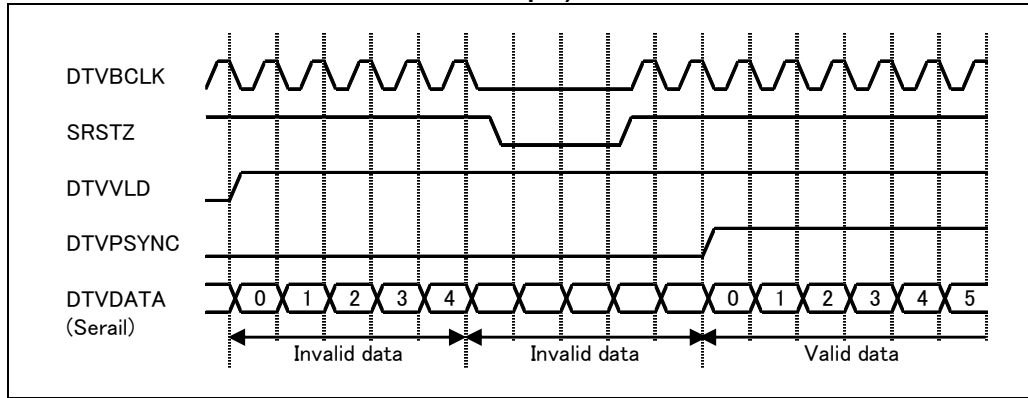 DTVBCLK
SRSTZ
DTVVLD
DTVPSYNC
DTVDATA 0 1 2 3 4 0 1 2 3 4 5
(Serail)
Invalid data Invalid data Valid data